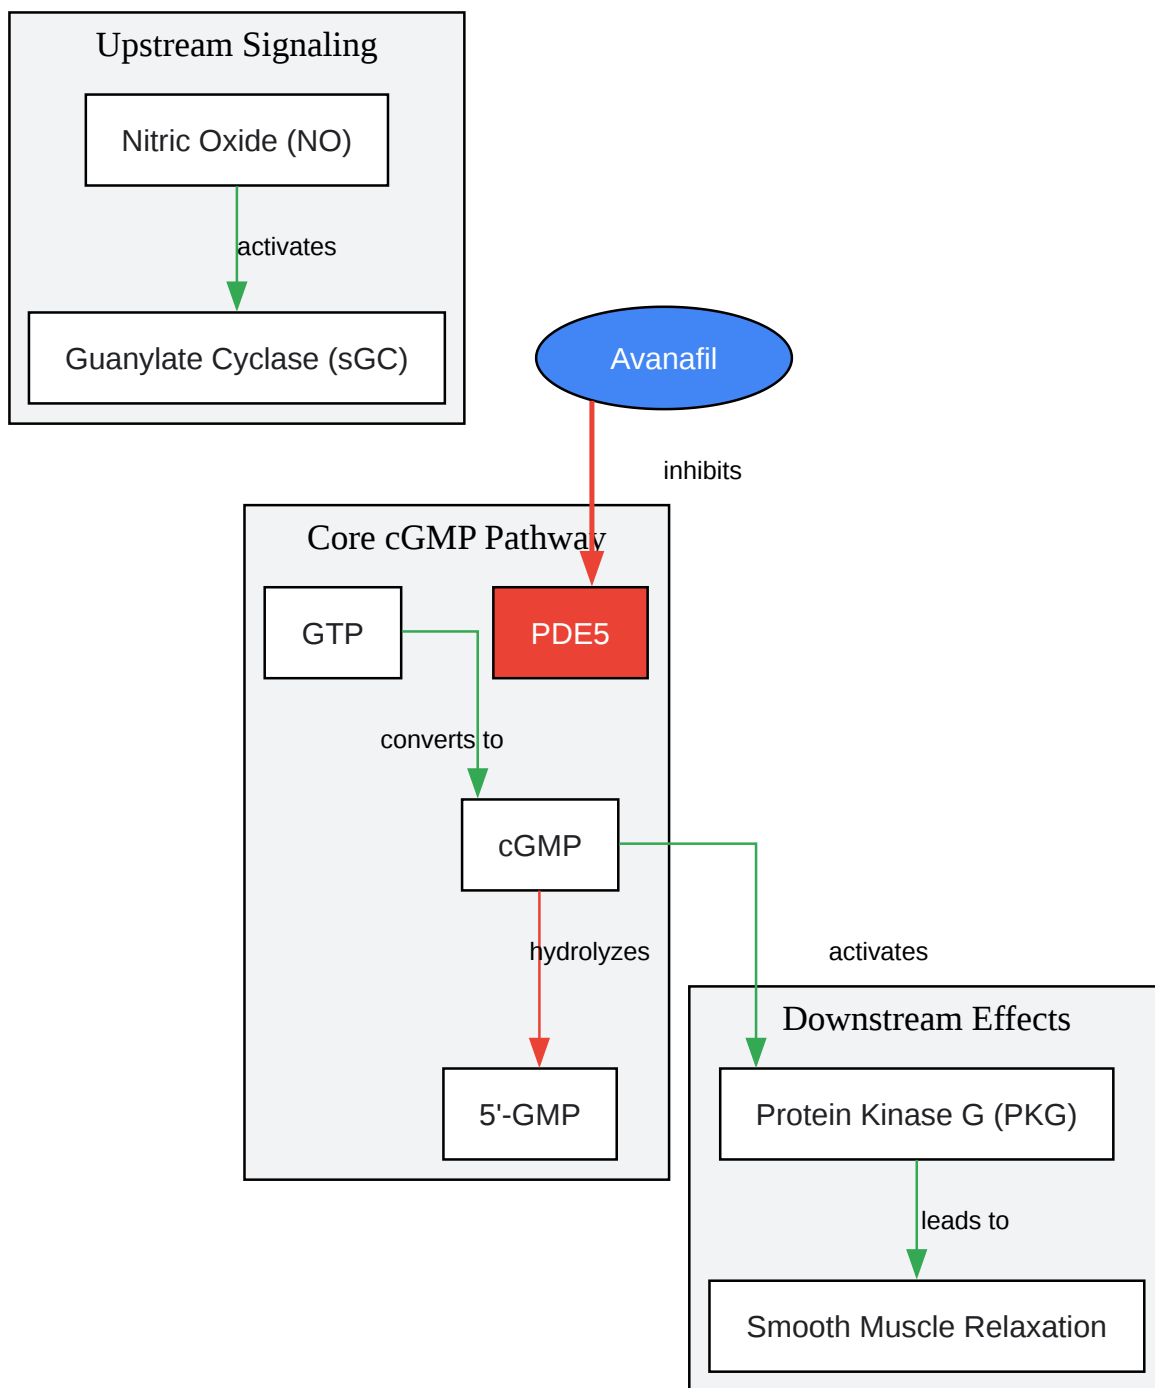 Upstream Signaling
Nitric Oxide (NO)
activates
Guanylate Cyclase (sGC)
Avanafil
inhibits
Core cGMP Pathway
GTP
PDE5
converts to
cGMP
hydrolyzes
activates
5'-GMP
Downstream Effects
Protein Kinase G (PKG)
leads to
Smooth Muscle Relaxation